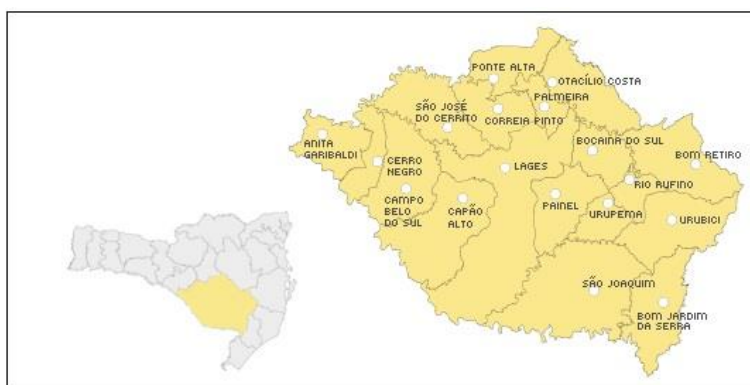 PONTE ALTA
OTACÍLIO COSTA
PALMEIRA
SÃO JOSÉ
DO CERRITO
CORREIA PINTO
ANITA
GARIBALDI
BOCAINA DO SUL
BOM RETIRO
CERRO
NEGRO
LAGES
RIO RUFINO
CAMPO
BELO
DO SUL
CAPÃO
ALTO
PAINEL
URUPEMA
URUBICI
SÃO JOAQUIM
BOM JARDIM
DA SERRA